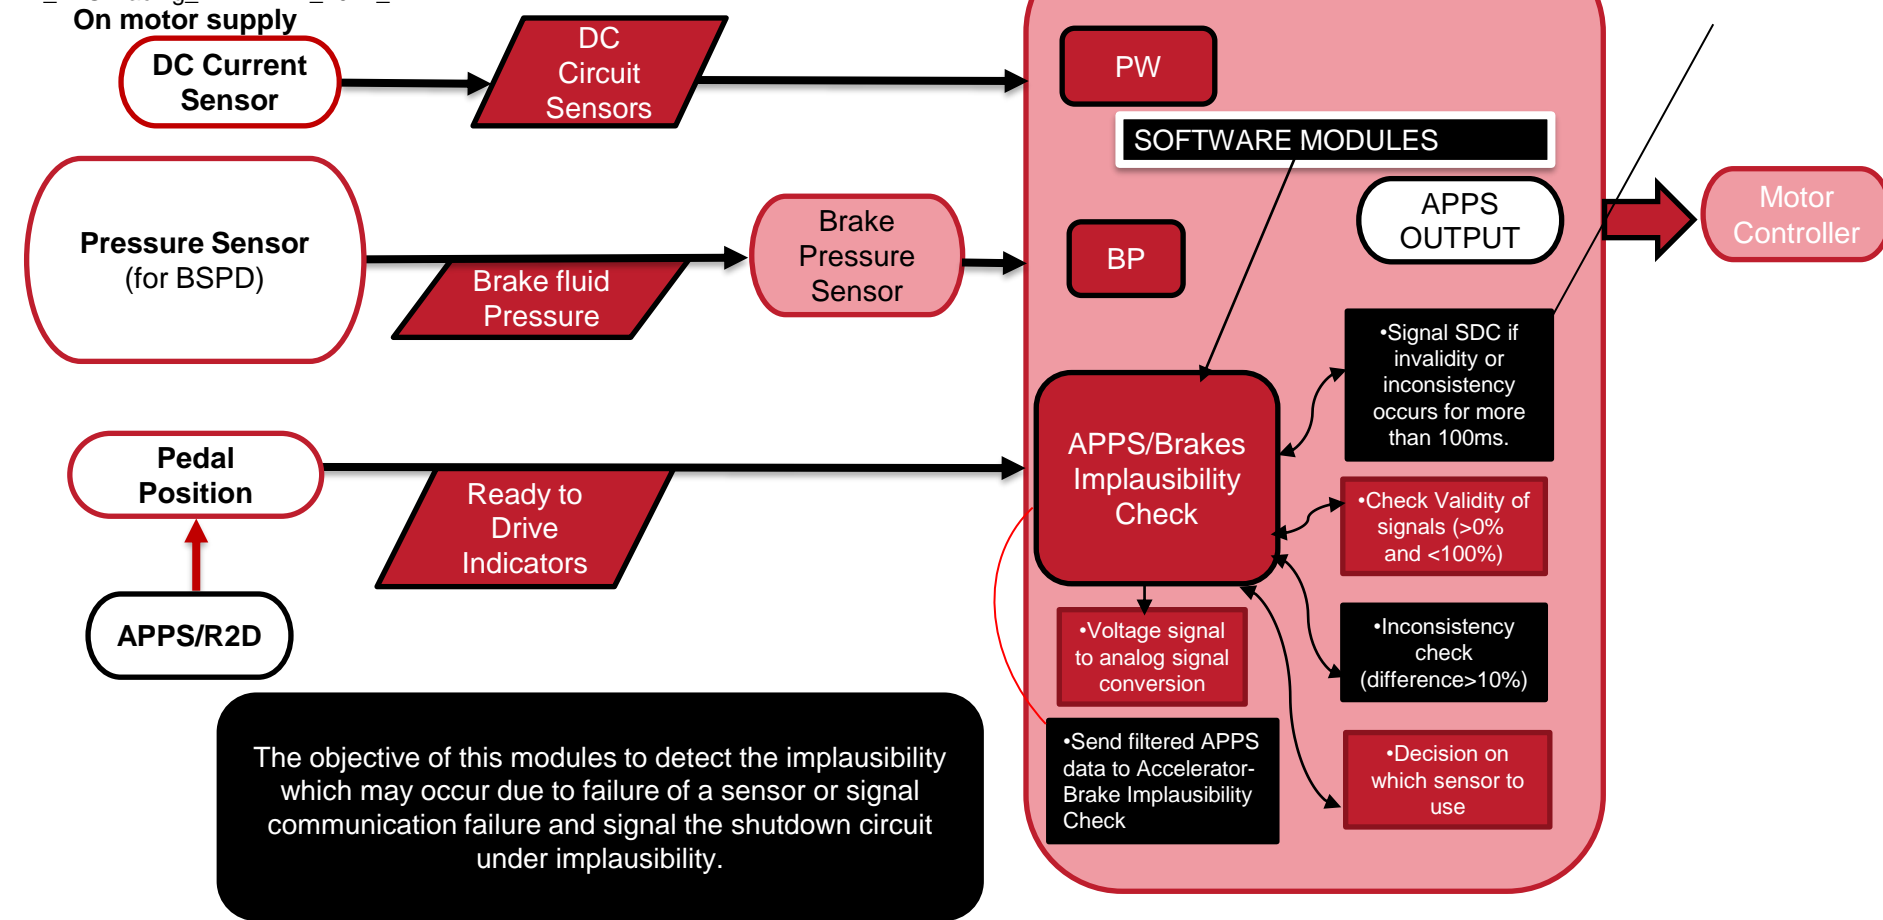 On motor supply
DC Current
Sensor
DC
Circuit
Sensors
PW
SOFTWARE MODULES
APPS
OUTPUT
Motor
Controller
Pressure Sensor
(for BSPD)
Brake fluid
Pressure
Brake
Pressure
Sensor
BP
•Signal SDC if
invalidity or
inconsistency
occurs for more
than 100ms.
Pedal
Position
Ready to
Drive
Indicators
APPS/Brakes
Implausibility
Check
•Check Validity of
signals (>0%
and <100%)
APPS/R2D
•Voltage signal
to analog signal
conversion
•Inconsistency
check
(difference>10%)
•Send filtered APPS
data to Accelerator-
Brake Implausibility
Check
•Decision on
which sensor to
use
The objective of this modules to detect the implausibility
which may occur due to failure of a sensor or signal
communication failure and signal the shutdown circuit
under implausibility.